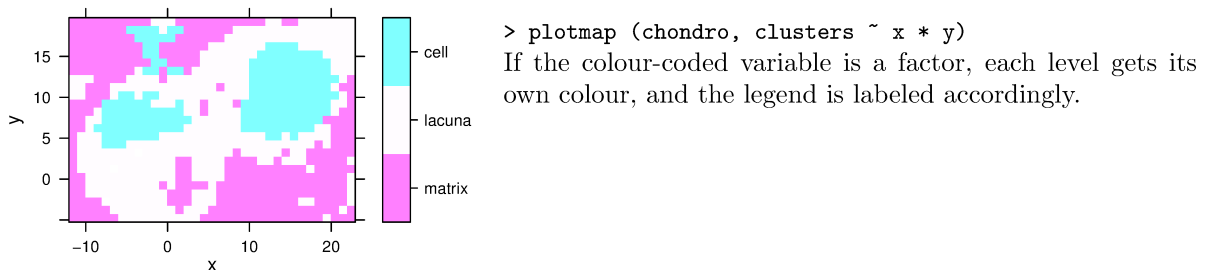 > plotmap (chondro, clusters ~ x * y)
If the colour-coded variable is a factor, each level gets its
own colour, and the legend is labeled accordingly.
15
10
5
0
y
−10
0
10
20
x
cell
lacuna
matrix